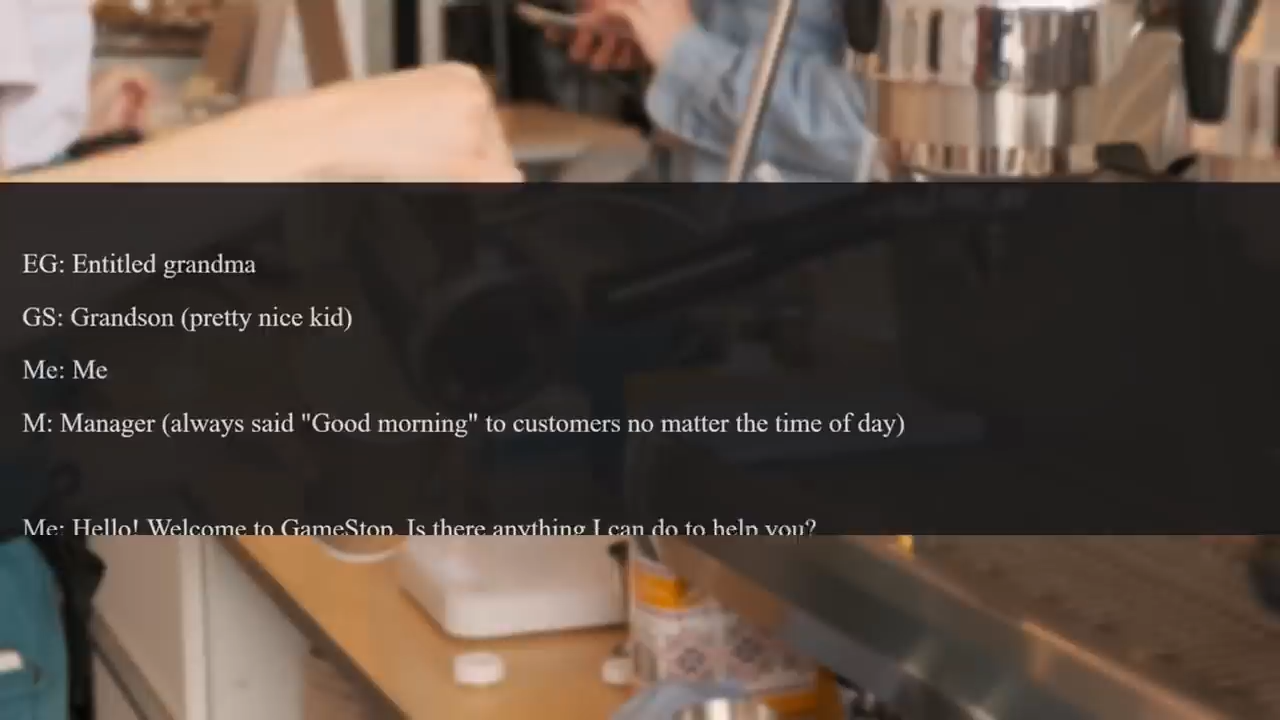 EG: Entitled grandma
GS: Grandson (pretty nice kid)
Me: Me
M: Manager (always said "Good morning" to customers no matter the time of day)
Me: Hello! Welcome to GameStop. Is there anything I can do to help you?